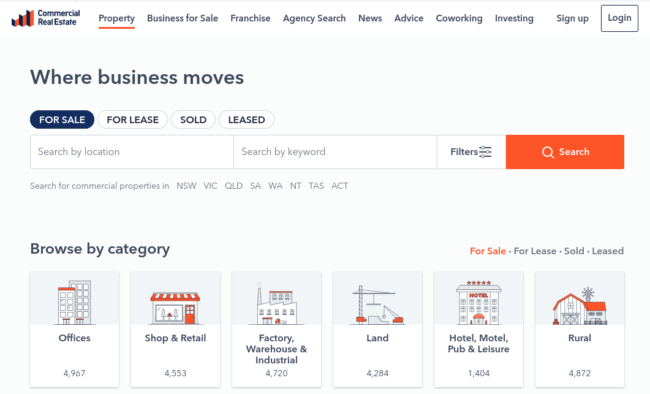 Commercial
Real Estate
Property Business for Sale Franchise Agency Search News Advice Coworking Investing Sign up Login
Where business moves
FOR SALE FOR LEASE SOLD LEASED
Search by location Search by keyword Filters Search
Search for commercial properties in NSW VIC QLD SA WA NT TAS ACT
Browse by category
For Sale · For Lease · Sold · Leased
HOTEL
Offices Shop & Retail Factory, Warehouse & Industrial Land Hotel, Motel, Pub & Leisure Rural
4,967 4,553 4,720 4,284 1,404 4,872